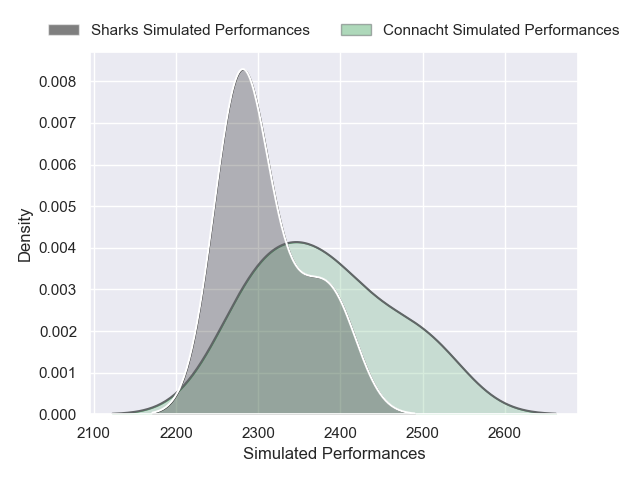 Sharks Simulated Performances Connacht Simulated Performances
0.008
0.007
0.006
0.005
0.004
0.003
0.002
0.001
0.000
Density
2100 2200 2300 2400 2500 2600
Simulated Performances